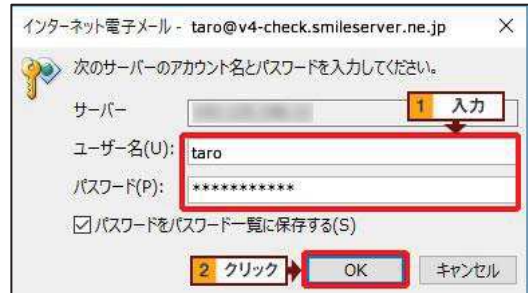 インターネット電子メール - taro@v4-check.smileserver.ne.jp ×
次のサーバーのアカウント名とパスワードを入力してください。
サーバー
1 入力
ユーザー名(U): taro
パスワード(P): ***********
パスワードをパスワード一覧に保存する(S)
2 クリック OK キャンセル